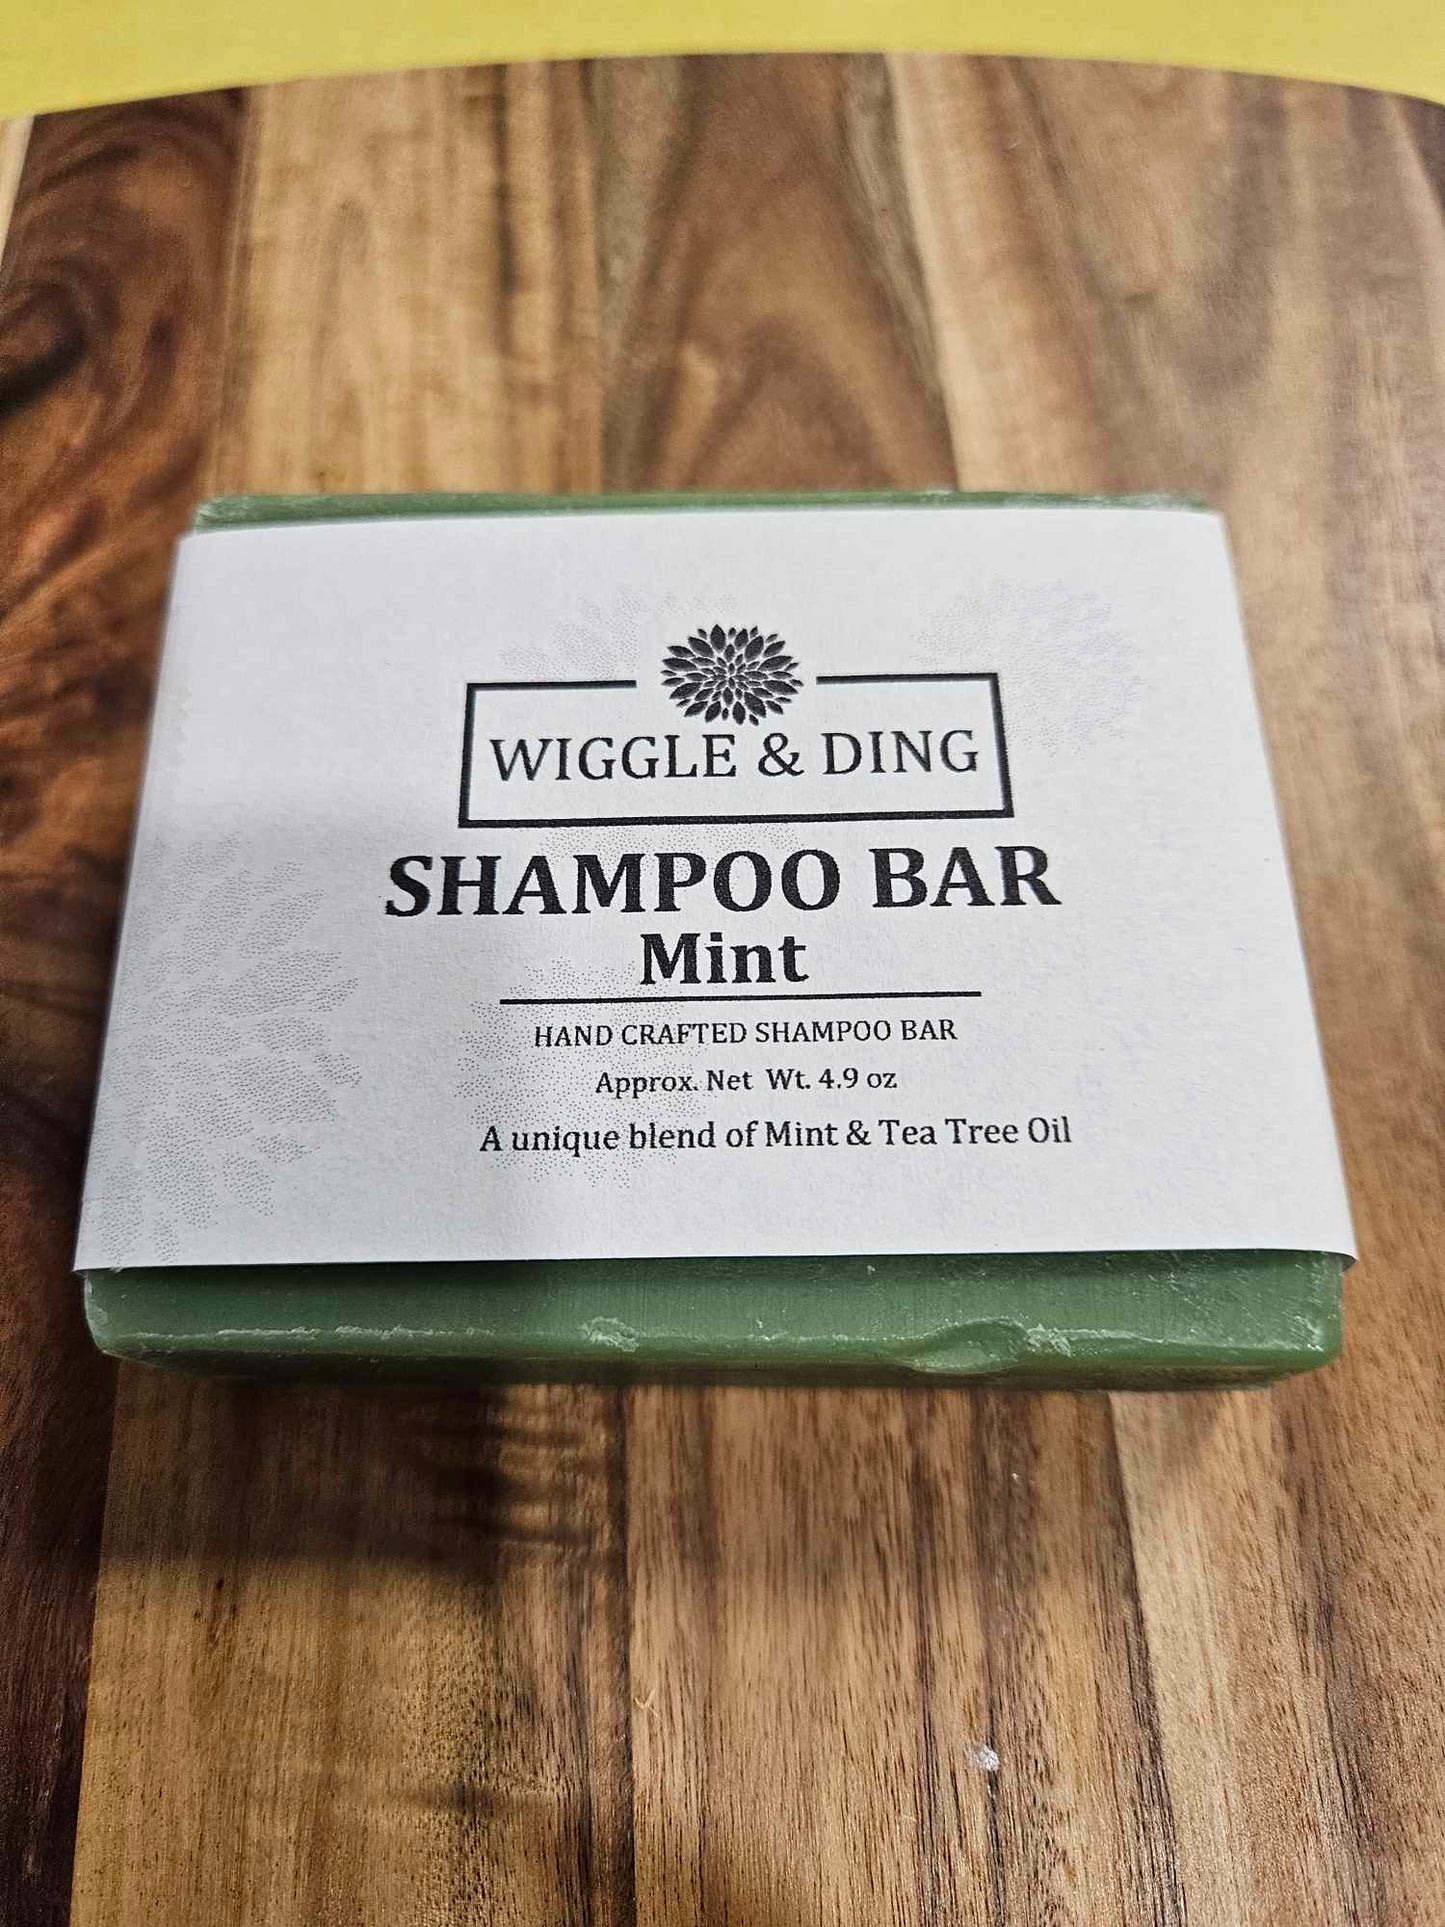 WIGGLE & DING
SHAMPOO BAR
Mint
HAND CRAFTED SHAMPOO BAR
Approx. Net Wt. 4.9 oz
A unique blend of Mint & Tea Tree Oil